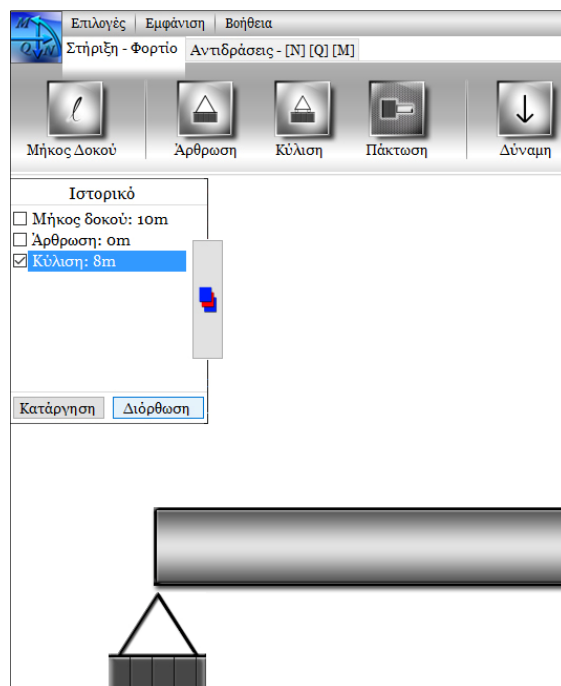 M Q N
Επιλογές Εμφάνιση Βοήθεια
Στήριξη - Φορτίο Αντιδράσεις - [N] [Q] [M]
ℓ
Μήκος Δοκού Άρθρωση Κύλιση Πάκτωση Δύναμη
Ιστορικό
Μήκος δοκού: 10m
Άρθρωση: 0m
Κύλιση: 8m
Κατάργηση Διόρθωση